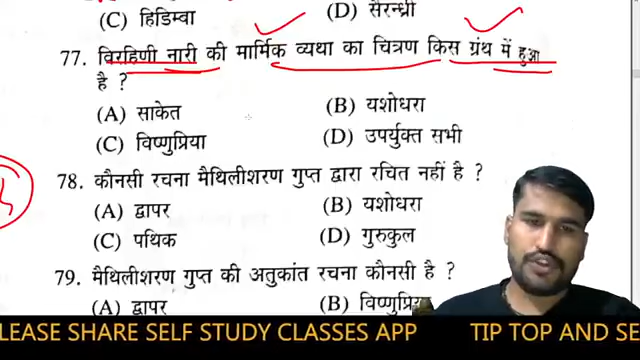 (C) हिडिम्वा (D) सैरन्ध्री
77. विरहिणी नारी की मार्मिक व्यथा का चित्रण किस ग्रंथ में हुआ
है ?
(A) साकेत (B) यशोधरा
(C) विष्णुप्रिया (D) उपर्युक्त सभी
78. कौनसी रचना मैथिलीशरण गुप्त द्वारा रचित नहीं है ?
(A) द्वापर (B) यशोधरा
(C) पथिक (D) गुरुकुल
79. मैथिलीशरण गुप्त की अतुकांत रचना कौनसी है ?
(A) द्वापर (B) विष्णुप्रिया
LEASE SHARE SELF STUDY CLASSES APP TIP TOP AND SE